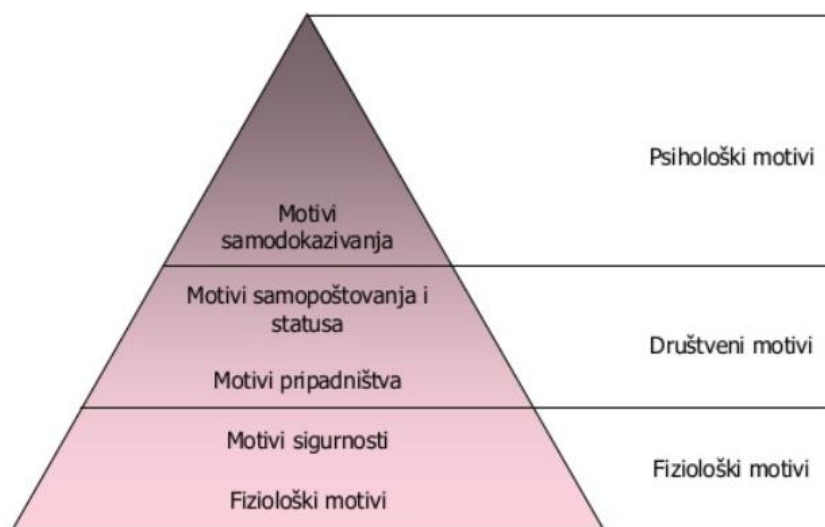 Psihološki motivi
Motivi
samodokazivanja
Motivi samopoštovanja i
statusa
Društveni motivi
Motivi pripadništva
Motivi sigurnosti
Fiziološki motivi
Fiziološki motivi